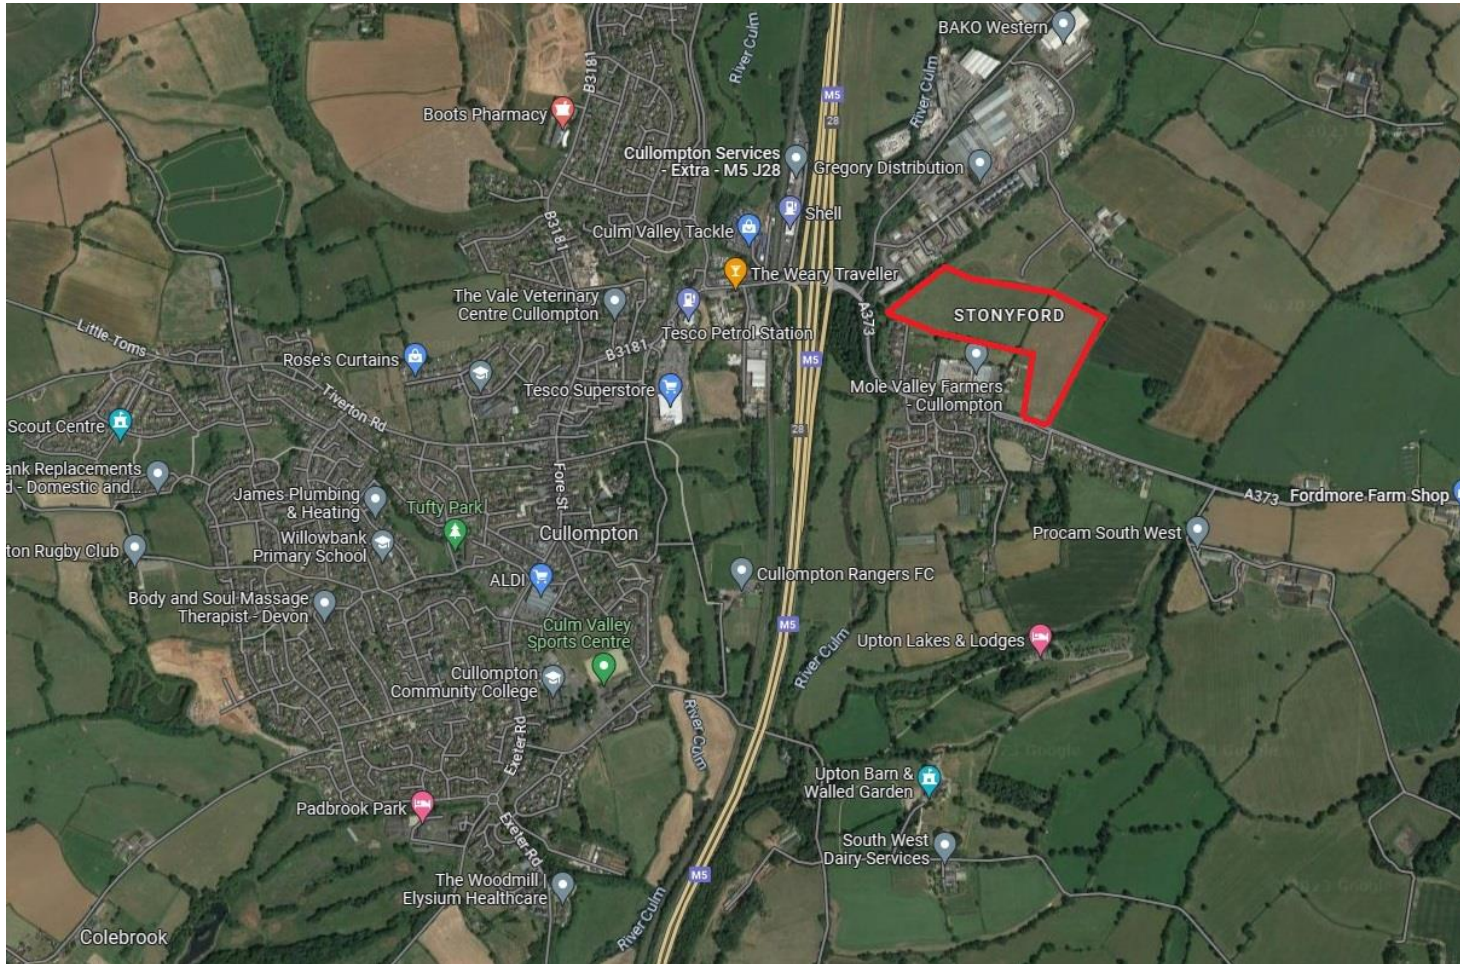 BAKO Western
River Culm
B3181
River Culm
M5
28
Boots Pharmacy
Cullompton Services
- Extra - M5 J28
Gregory Distribution
Shell
B3181
Culm Valley Tackle
The Weary Traveller
The Vale Veterinary
Centre Cullompton
A373
STONYFORD
Little Toms
Tesco Petrol Station
B3181
M5
Rose's Curtains
Tesco Superstore
Mole Valley Farmers
- Cullompton
Tiverton Rd
Scout Centre
28
ank Replacements
d - Domestic and...
Fore St
James Plumbing
& Heating
A373
Fordmore Farm Shop
Tufty Park
Cullompton
Procam South West
Willowbank
Primary School
ton Rugby Club
ALDI
Cullompton Rangers FC
Body and Soul Massage
Therapist - Devon
Culm Valley
Sports Centre
M5
Upton Lakes & Lodges
River Culm
Cullompton
Community College
River Culm
Exeter Rd
Upton Barn &
Walled Garden
Padbrook Park
Exeter Rd
South West
Dairy Services
M5
The Woodmill |
Elysium Healthcare
River Culm
Colebrook